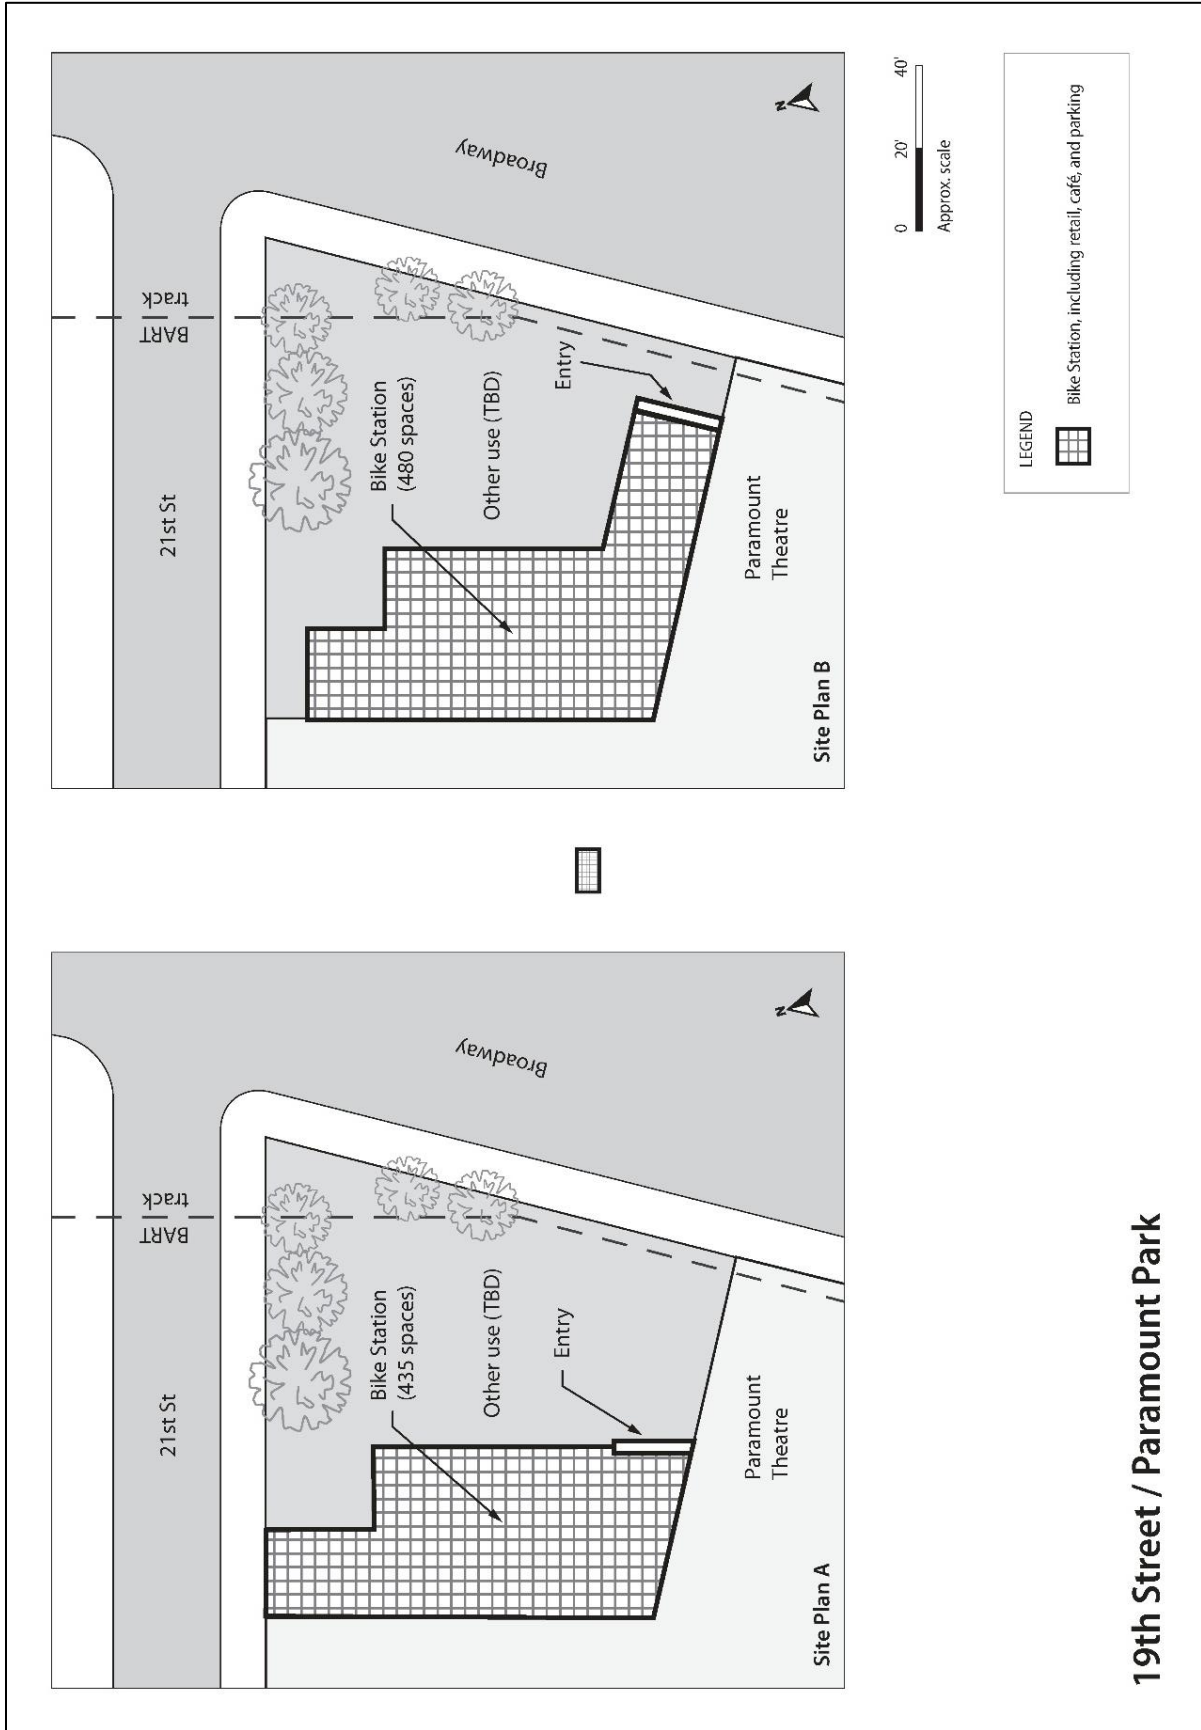 21st St
BART
track
Broadway
Bike Station
(435 spaces)
Other use (TBD)
Entry
Paramount
Theatre
Site Plan A
N
21st St
BART
track
Broadway
Bike Station
(480 spaces)
Other use (TBD)
Entry
Paramount
Theatre
Site Plan B
N
0 20' 40'
Approx. scale
LEGEND
Bike Station, including retail, café, and parking
19th Street / Paramount Park